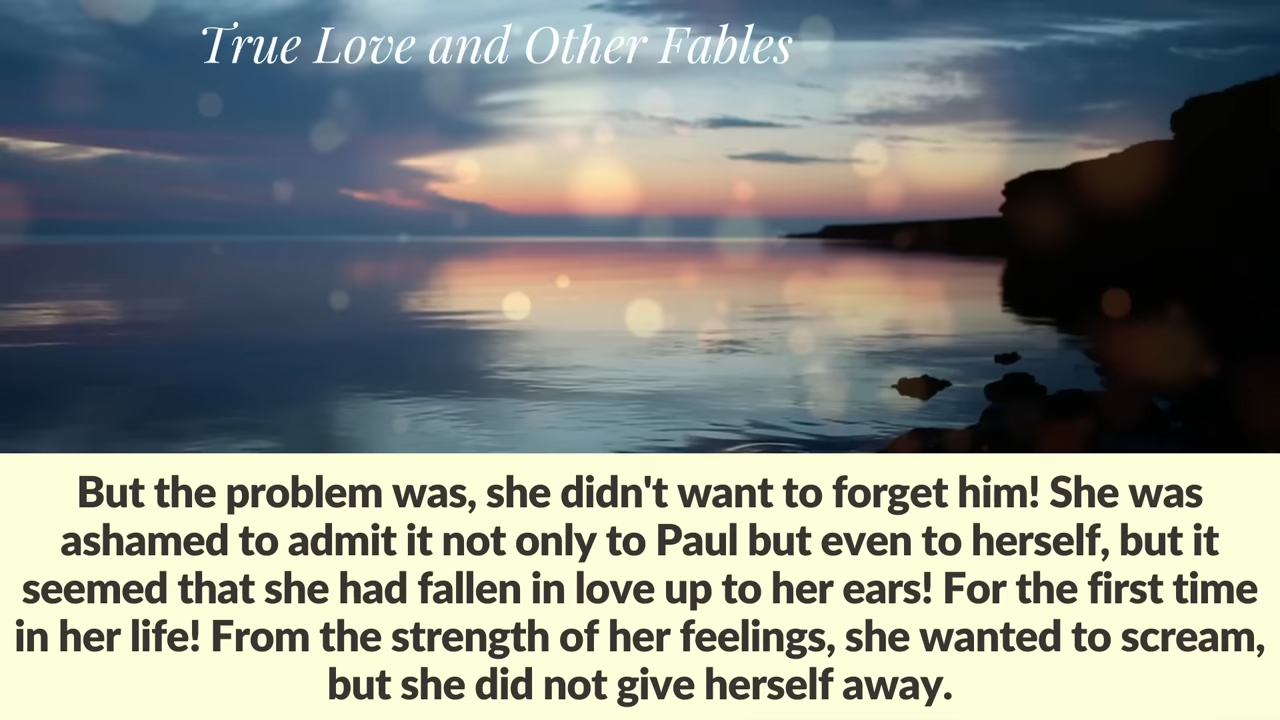 True Love and Other Fables
But the problem was, she didn't want to forget him! She was
ashamed to admit it not only to Paul but even to herself, but it
seemed that she had fallen in love up to her ears! For the first time
in her life! From the strength of her feelings, she wanted to scream,
but she did not give herself away.